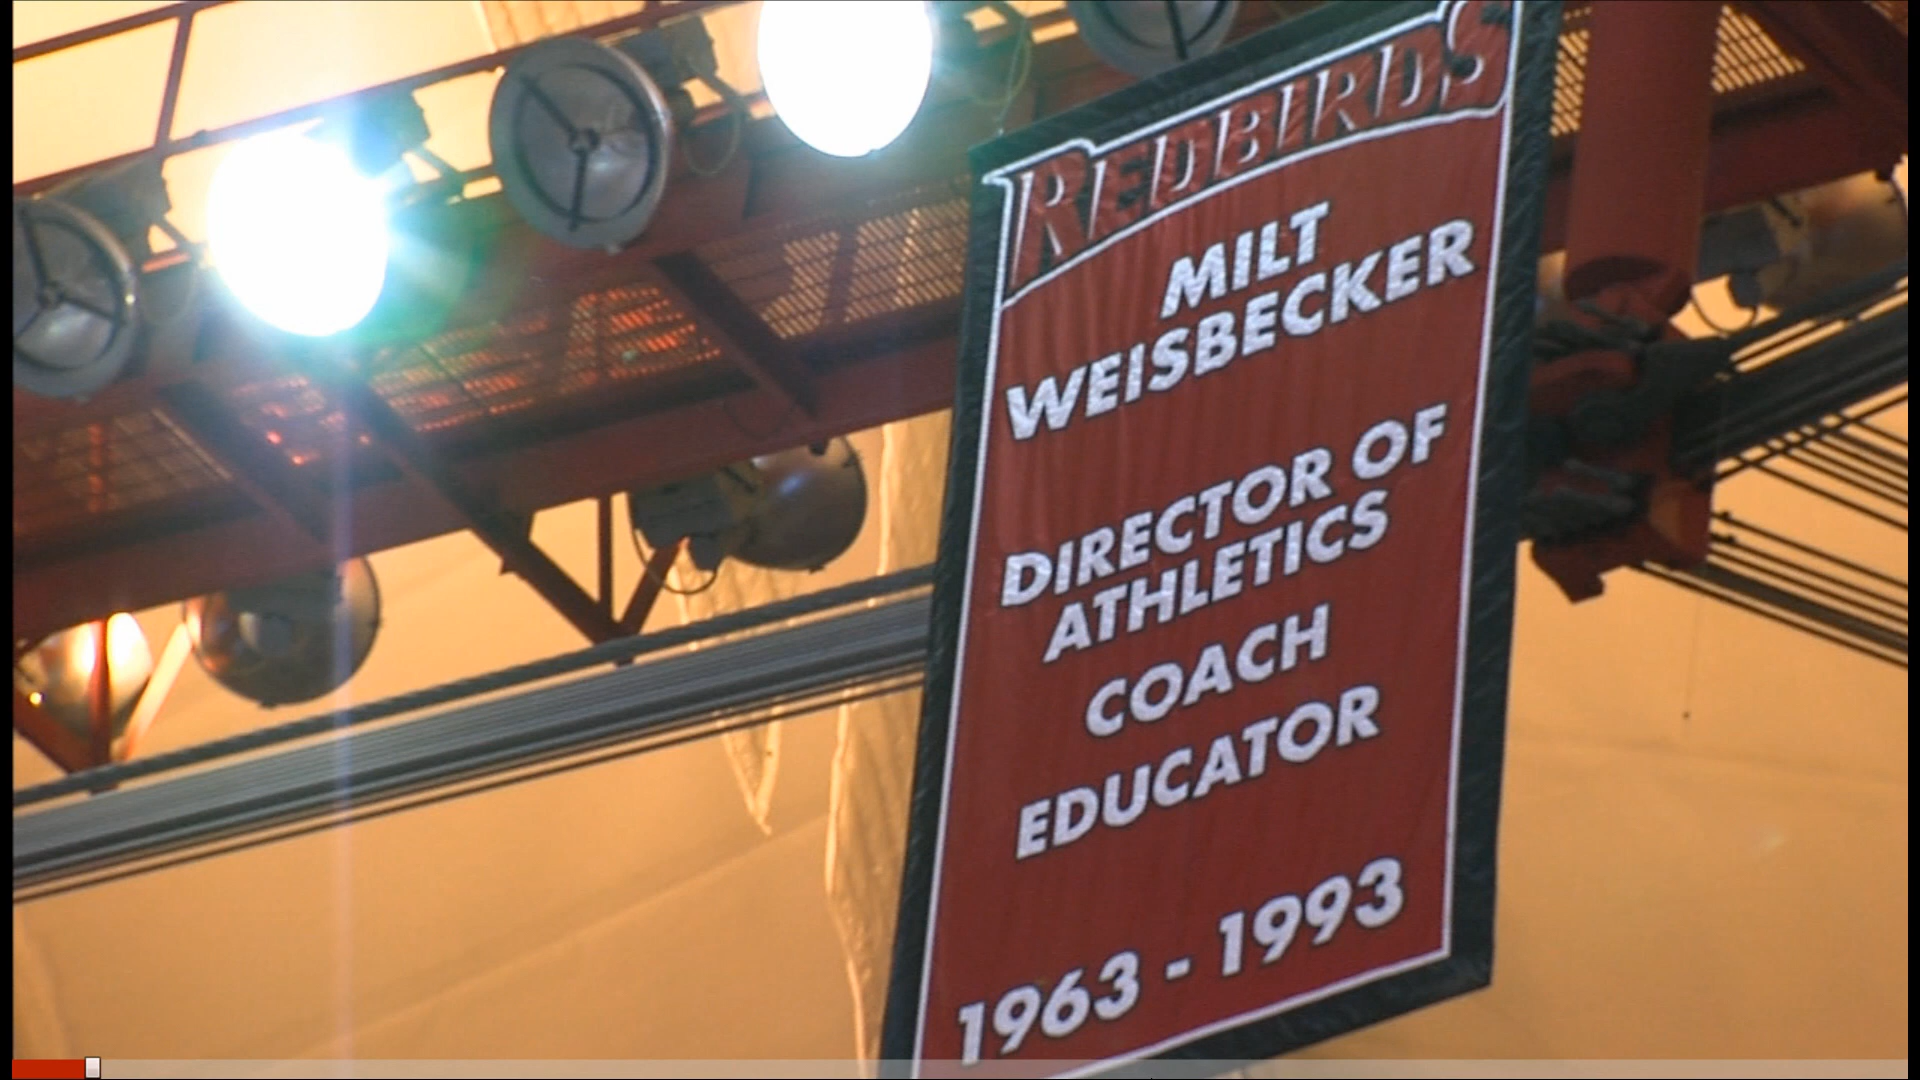 REDBIRDS
MILT
WEISBECKER
DIRECTOR OF
ATHLETICS
COACH
EDUCATOR
1963 - 1993